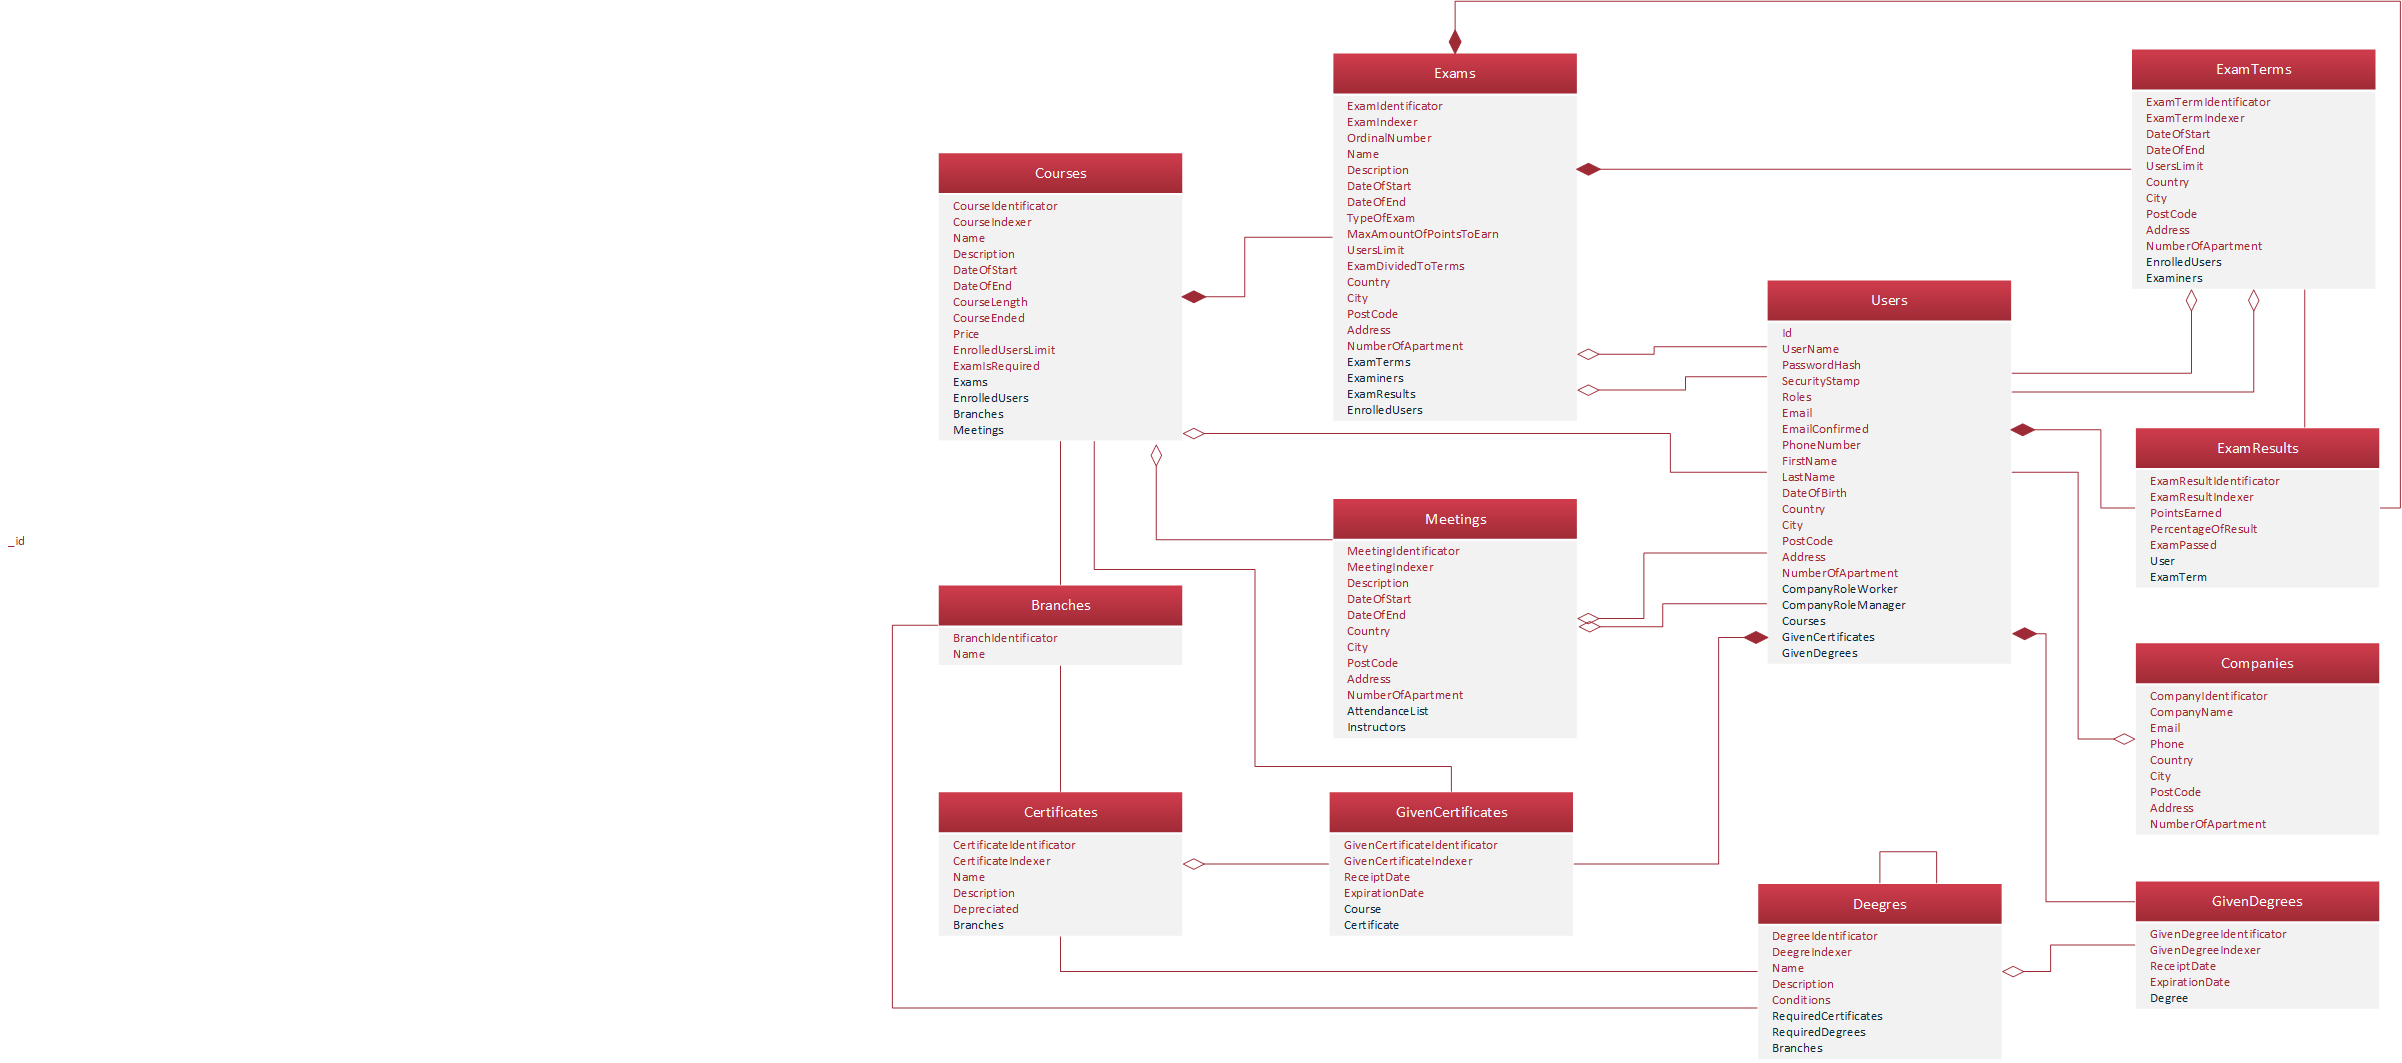 _id
Courses
CourseIdentificator
CourseIndexer
Name
Description
DateOfStart
DateOfEnd
CourseLength
CourseEnded
Price
EnrolledUsersLimit
ExamIsRequired
Exams
EnrolledUsers
Branches
Meetings
Branches
BranchIdentificator
Name
Certificates
CertificateIdentificator
CertificateIndexer
Name
Description
Depreciated
Branches
Exams
ExamIdentificator
ExamIndexer
OrdinalNumber
Name
Description
DateOfStart
DateOfEnd
TypeOfExam
MaxAmountOfPointsToEarn
UsersLimit
ExamDividedToTerms
Country
City
PostCode
Address
NumberOfApartment
ExamTerms
Examiners
ExamResults
EnrolledUsers
Meetings
MeetingIdentificator
MeetingIndexer
Description
DateOfStart
DateOfEnd
Country
City
PostCode
Address
NumberOfApartment
AttendanceList
Instructors
GivenCertificates
GivenCertificateIdentificator
GivenCertificateIndexer
ReceiptDate
ExpirationDate
Course
Certificate
Users
Id
UserName
PasswordHash
SecurityStamp
Roles
Email
EmailConfirmed
PhoneNumber
FirstName
LastName
DateOfBirth
Country
City
PostCode
Address
NumberOfApartment
CompanyRoleWorker
CompanyRoleManager
Courses
GivenCertificates
GivenDegrees
Deegres
DegreeIdentificator
DeegreIndexer
Name
Description
Conditions
RequiredCertificates
RequiredDegrees
Branches
ExamTerms
ExamTermIdentificator
ExamTermIndexer
DateOfStart
DateOfEnd
UsersLimit
Country
City
PostCode
Address
NumberOfApartment
EnrolledUsers
Examiners
ExamResults
ExamResultIdentificator
ExamResultIndexer
PointsEarned
PercentageOfResult
ExamPassed
User
ExamTerm
Companies
CompanyIdentificator
CompanyName
Email
Phone
Country
City
PostCode
Address
NumberOfApartment
GivenDegrees
GivenDegreeIdentificator
GivenDegreeIndexer
ReceiptDate
ExpirationDate
Degree